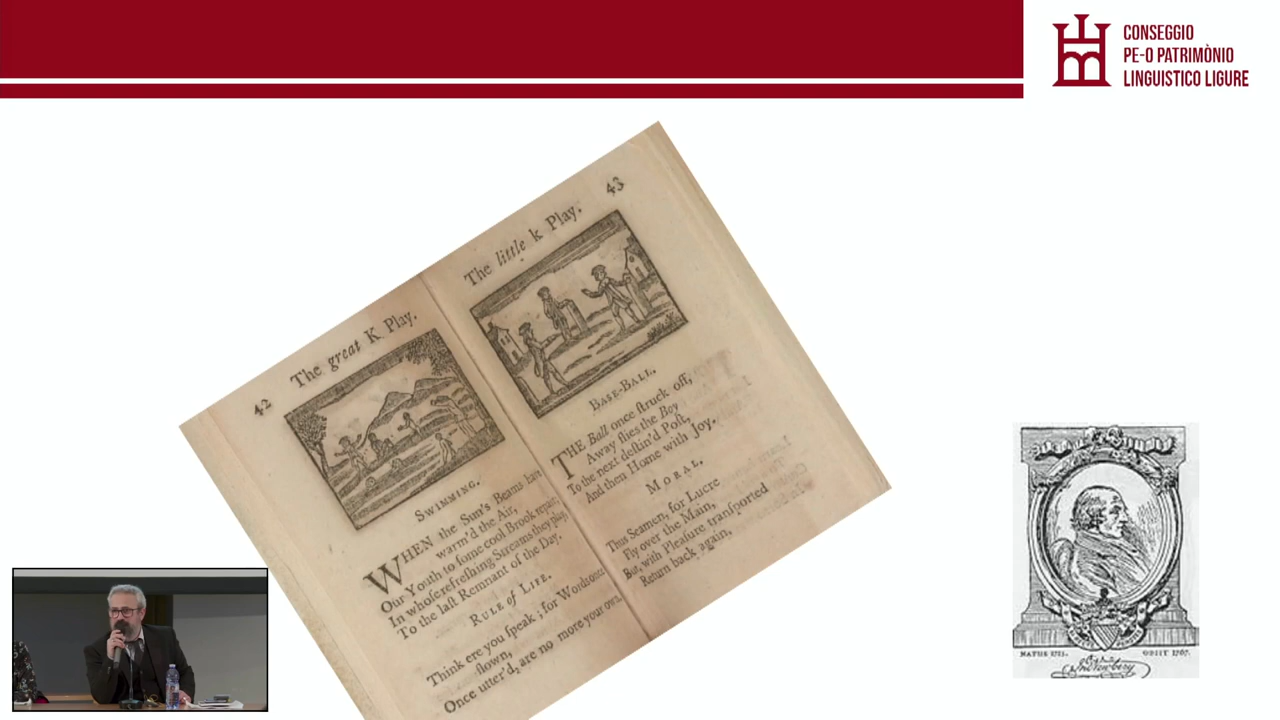 CONSEGGIO
PE-O PATRIMÒNIO
LINGUISTICO LIGURE
42
The great K Play.
SWIMMING.
WHEN the Sun's Beams have
warm'd the Air,
Our Youth to ſome cool Brook repair;
In whoſe refreſhing Streams they play,
To the laſt Remnant of the Day.
RULE of LIFE.
Think ere you ſpeak; for Words once
flown,
Once utter'd, are no more your own.
43
The little k Play.
BASE-BALL.
THE Ball once ſtruck off,
Away flies the Boy
To the next deſtin'd Poſt,
And then Home with Joy.
MORAL.
Thus Seamen, for Lucre
Fly over the Main,
But, with Pleaſure tranſported
Return back again.
NATUS 1713.
OBIIT 1767.
Newbery